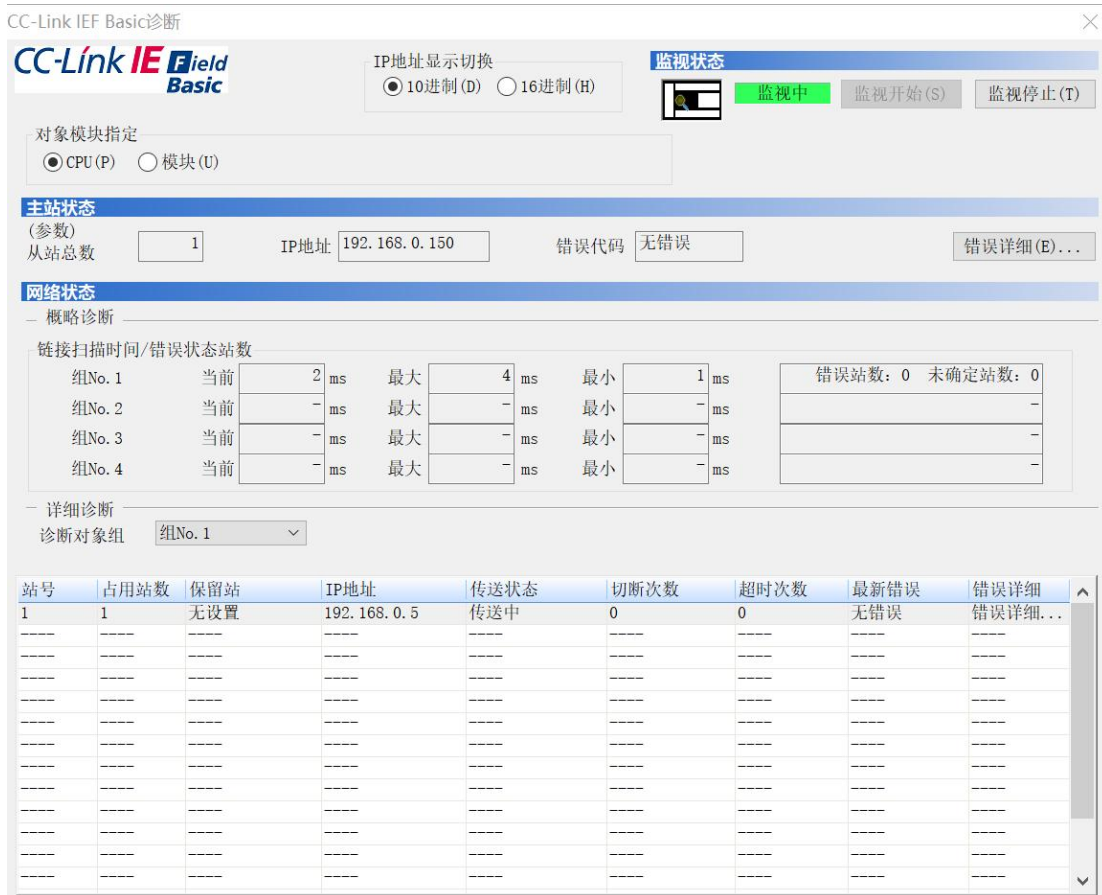 CC-Link IEF Basic诊断
CC-Link IE Field
Basic
IP地址显示切换
10进制(D) 16进制(H)
监视状态
监视中 监视开始(S) 监视停止(T)
对象模块指定
CPU(P) 模块(U)
主站状态
(参数)
从站总数 1 IP地址 192.168.0.150 错误代码 无错误 错误详细(E)...
网络状态
概略诊断
链接扫描时间/错误状态站数
组No.1 当前 2 ms 最大 4 ms 最小 1 ms 错误站数: 0 未确定站数: 0
组No.2 当前 - ms 最大 - ms 最小 - ms -
组No.3 当前 - ms 最大 - ms 最小 - ms -
组No.4 当前 - ms 最大 - ms 最小 - ms -
详细诊断
诊断对象组 组No.1
站号 占用站数 保留站 IP地址 传送状态 切断次数 超时次数 最新错误 错误详细
1 1 无设置 192.168.0.5 传送中 0 0 无错误 错误详细...
---- ---- ---- ---- ---- ---- ---- ---- ----
---- ---- ---- ---- ---- ---- ---- ---- ----
---- ---- ---- ---- ---- ---- ---- ---- ----
---- ---- ---- ---- ---- ---- ---- ---- ----
---- ---- ---- ---- ---- ---- ---- ---- ----
---- ---- ---- ---- ---- ---- ---- ---- ----
---- ---- ---- ---- ---- ---- ---- ---- ----
---- ---- ---- ---- ---- ---- ---- ---- ----
---- ---- ---- ---- ---- ---- ---- ---- ----
---- ---- ---- ---- ---- ---- ---- ---- ----
---- ---- ---- ---- ---- ---- ---- ---- ----
---- ---- ---- ---- ---- ---- ---- ---- ----